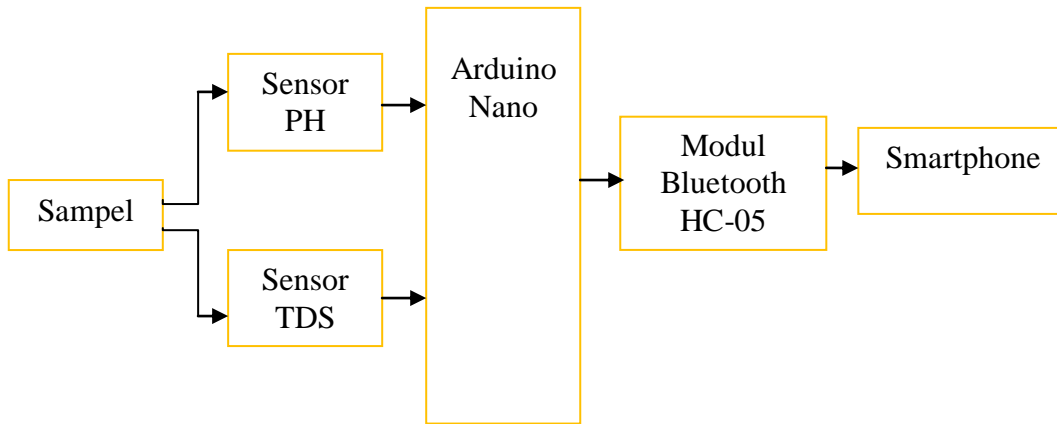 Sampel
Sensor
PH
Sensor
TDS
Arduino
Nano
Modul
Bluetooth
HC-05
Smartphone